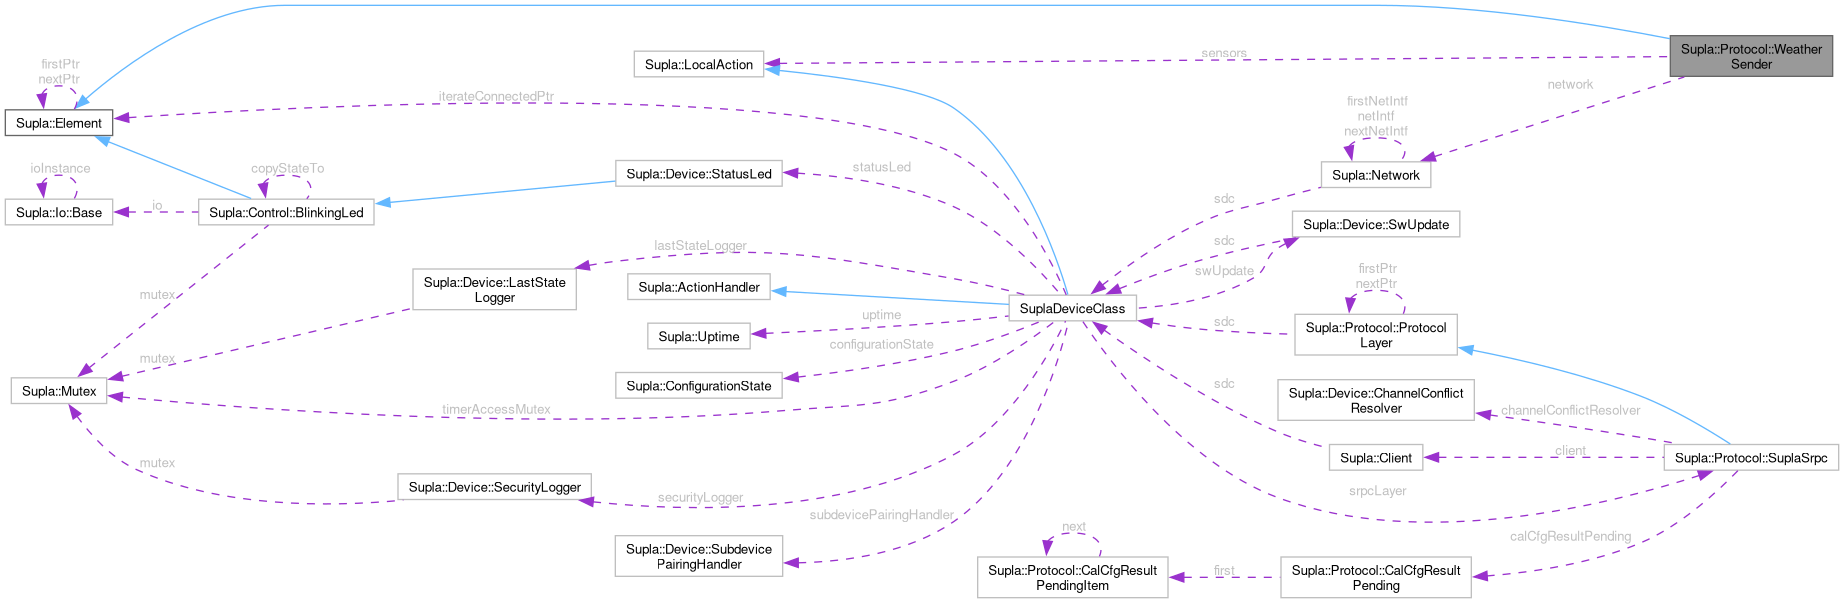 Supla::Protocol::Weather
Sender
sensors
network
Supla::LocalAction
firstPtr
nextPtr
Supla::Element
iterateConnectedPtr
firstNetIntf
netIntf
nextNetIntf
Supla::Network
ioInstance
Supla::Io::Base
io
copyStateTo
Supla::Control::BlinkingLed
Supla::Device::StatusLed
statusLed
sdc
Supla::Device::SwUpdate
sdc
swUpdate
lastStateLogger
Supla::Device::LastState
Logger
mutex
mutex
Supla::ActionHandler
SuplaDeviceClass
uptime
Supla::Uptime
configurationState
Supla::ConfigurationState
firstPtr
nextPtr
sdc
Supla::Protocol::Protocol
Layer
Supla::Mutex
timerAccessMutex
sdc
Supla::Device::ChannelConflict
Resolver
channelConflictResolver
Supla::Client
client
Supla::Protocol::SuplaSrpc
mutex
Supla::Device::SecurityLogger
securityLogger
srpcLayer
subdevicePairingHandler
Supla::Device::Subdevice
PairingHandler
next
Supla::Protocol::CalCfgResult
PendingItem
first
Supla::Protocol::CalCfgResult
Pending
calCfgResultPending